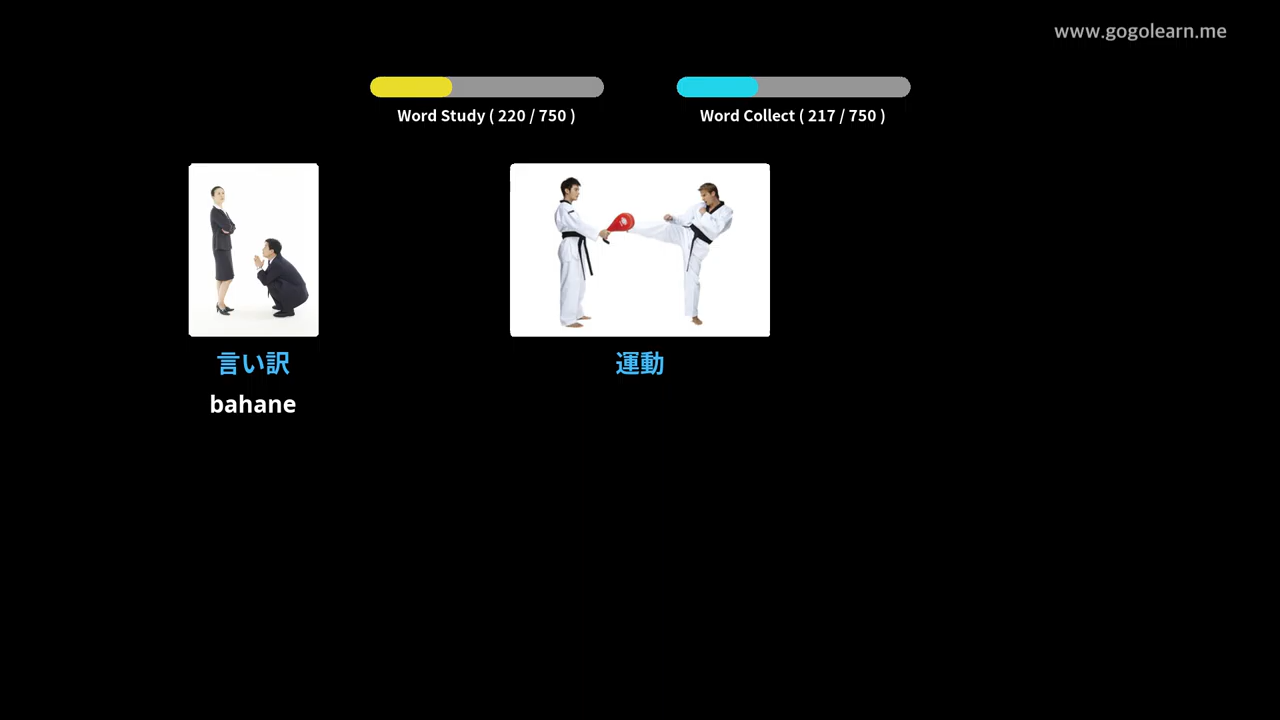 www.gogolearn.me
Word Study ( 220 / 750 )
Word Collect ( 217 / 750 )
言い訳
bahane
運動